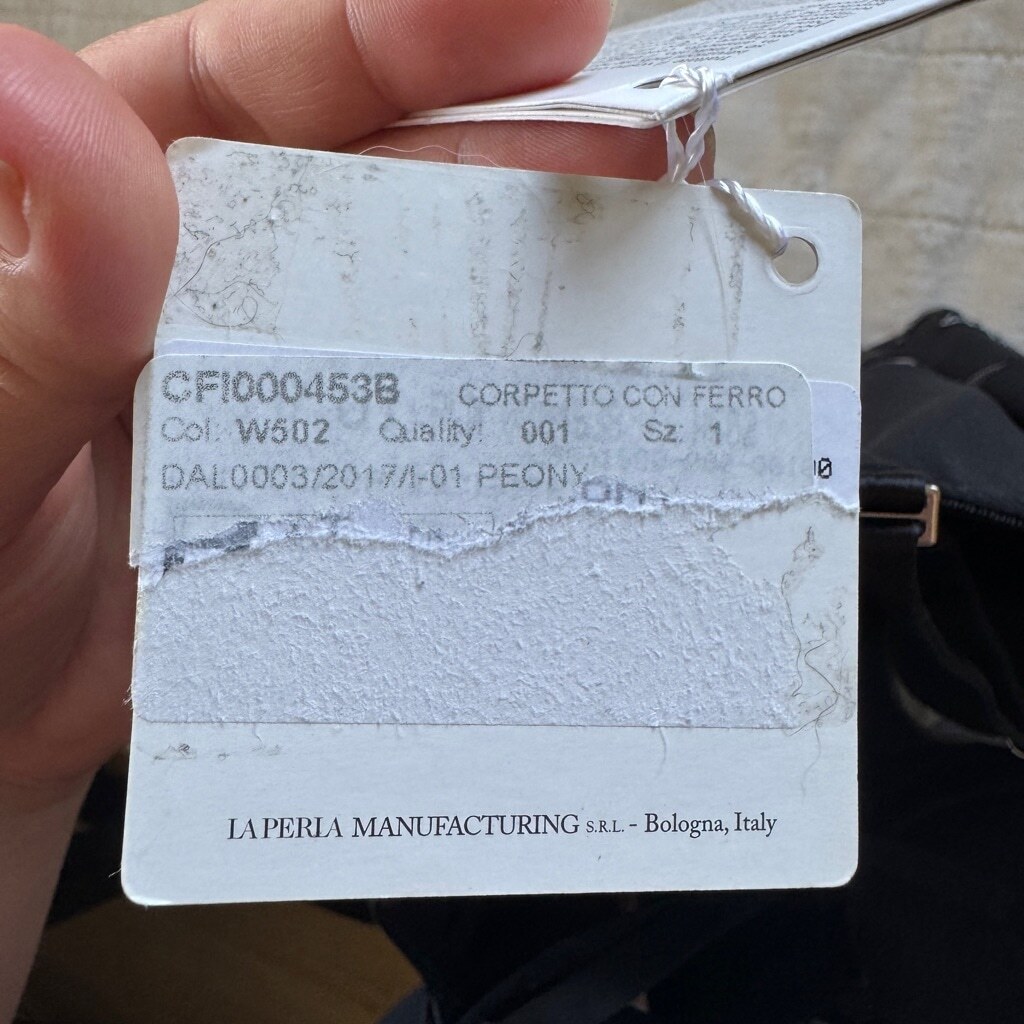 CFI000453B CORPETTO CON FERRO
Col: W502 Quality: 001 Sz: 1
DAL0003/2017/I-01 PEONY
LA PERLA MANUFACTURING S.R.L. - Bologna, Italy